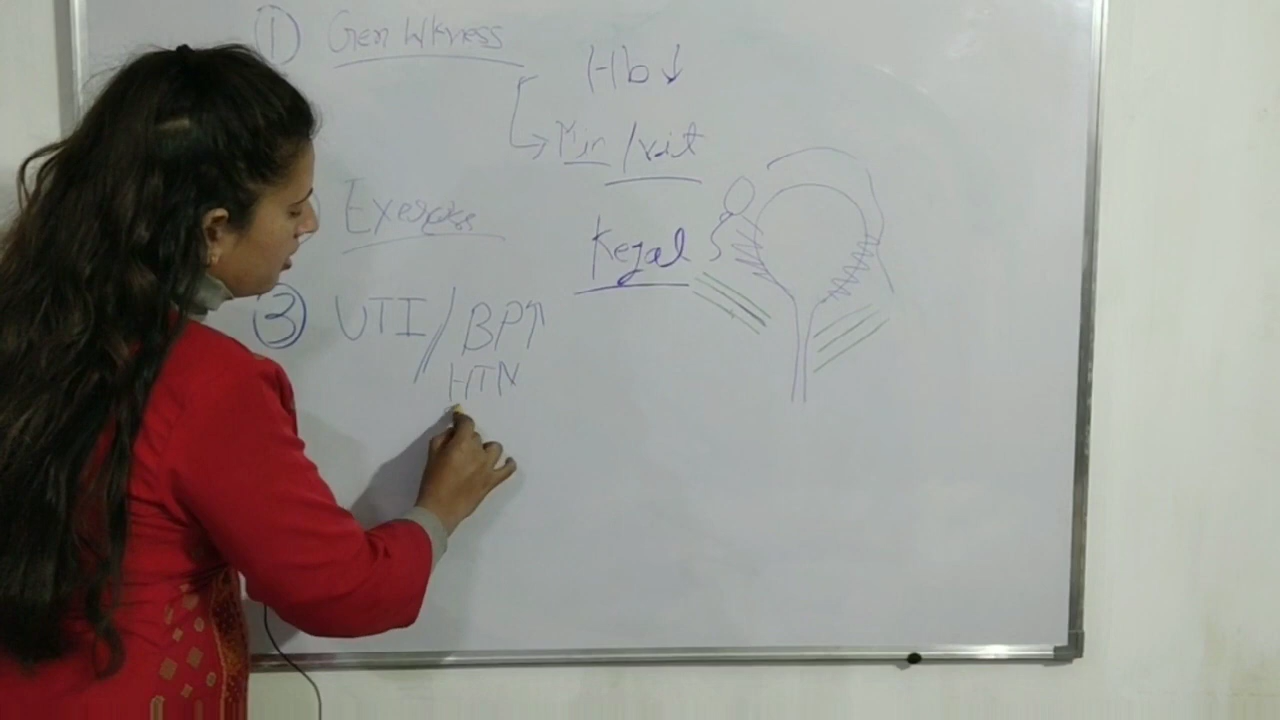 ① Gen Wkness
Hb↓
Min/vit
Exercise
Kegal
③ UTI/BP↑
HTN